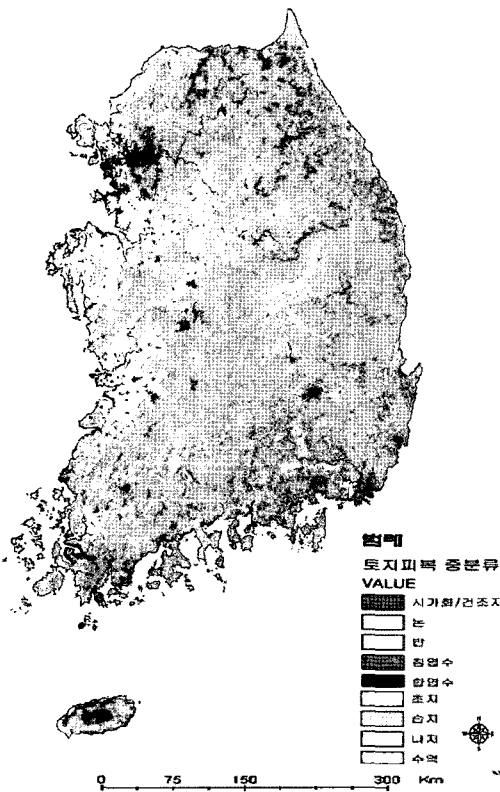 범례
토지피복 중분류
VALUE
시가화/건조지
논
밭
침엽수
활엽수
초지
습지
나지
수역
0 75 150 300 Km